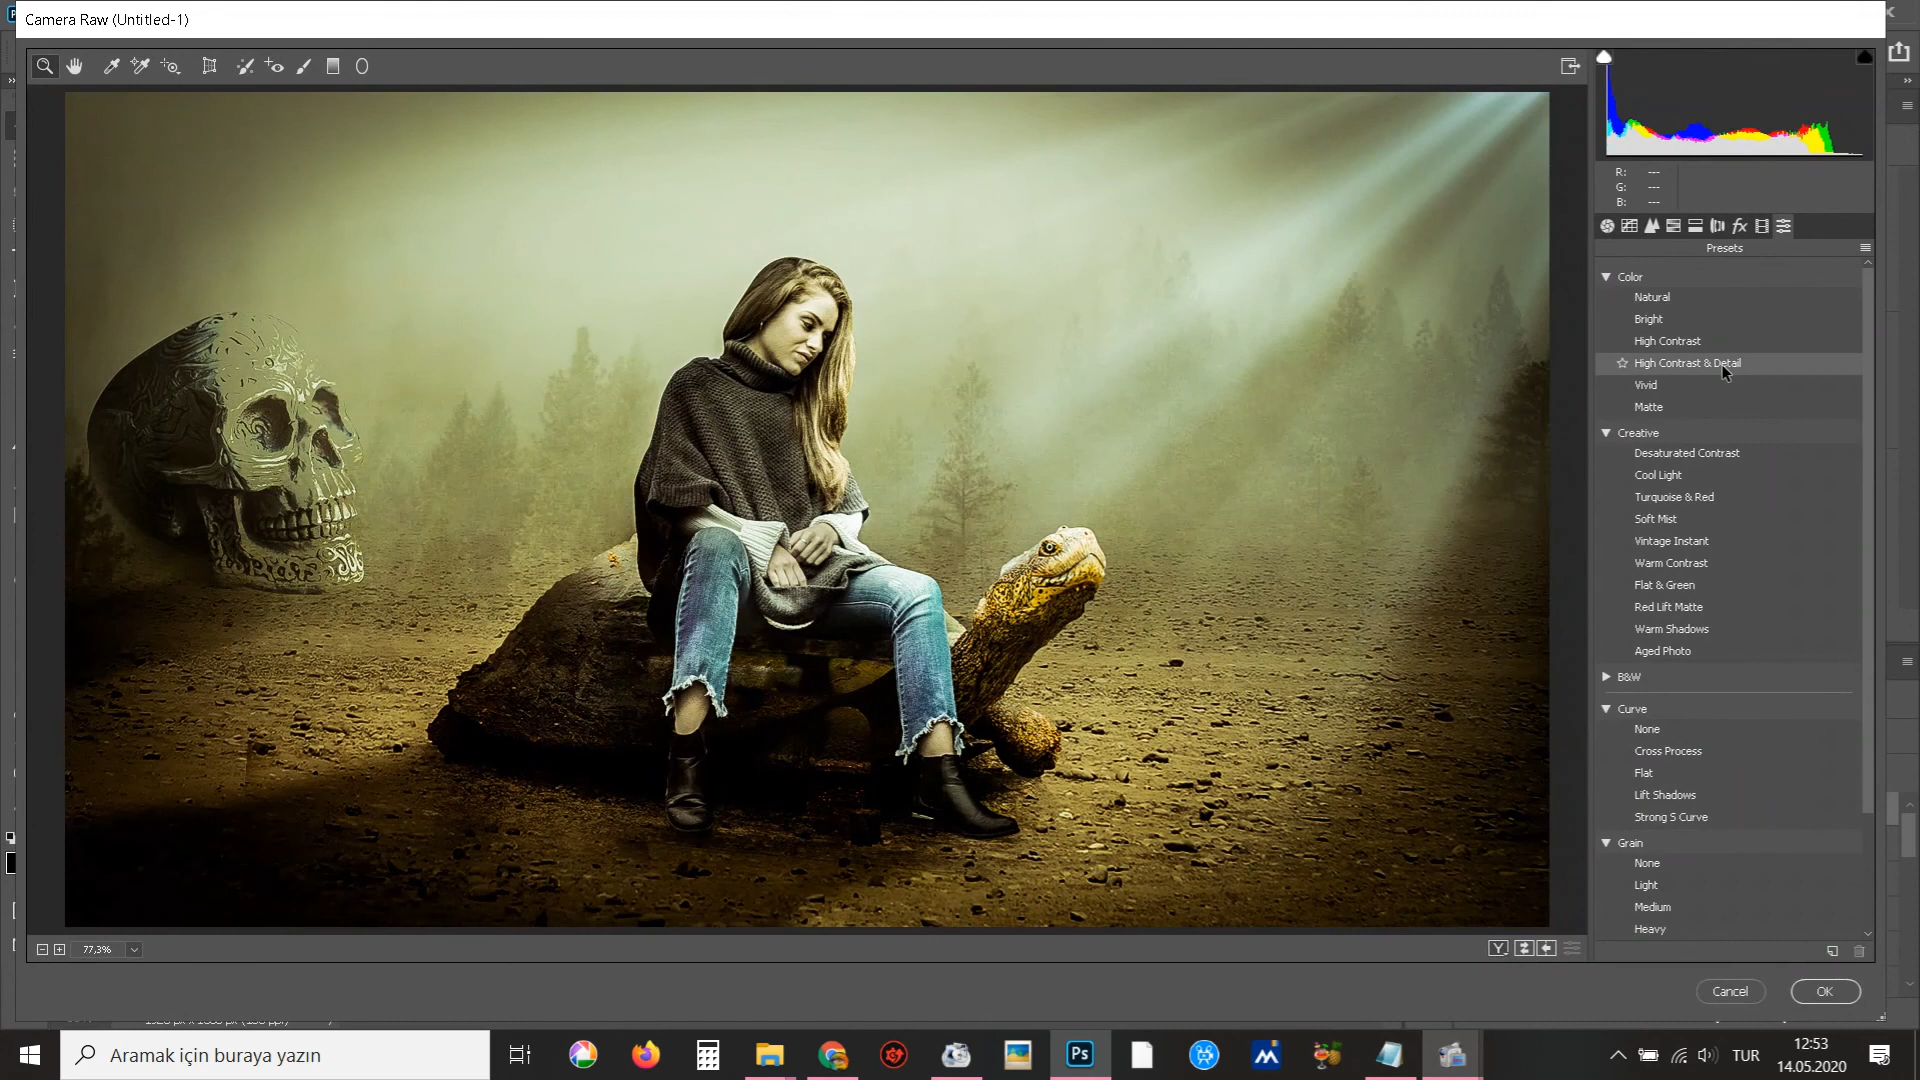 Camera Raw (Untitled-1)
R: ---
G: ---
B: ---
fx
Presets
Color
Natural
Bright
High Contrast
High Contrast & Detail
Vivid
Matte
Creative
Desaturated Contrast
Cool Light
Turquoise & Red
Soft Mist
Vintage Instant
Warm Contrast
Flat & Green
Red Lift Matte
Warm Shadows
Aged Photo
B&W
Curve
None
Cross Process
Flat
Lift Shadows
Strong S Curve
Grain
None
Light
Medium
Heavy
77,3%
Y
Cancel
OK
Aramak için buraya yazın
Ps
TUR
12:53
14.05.2020